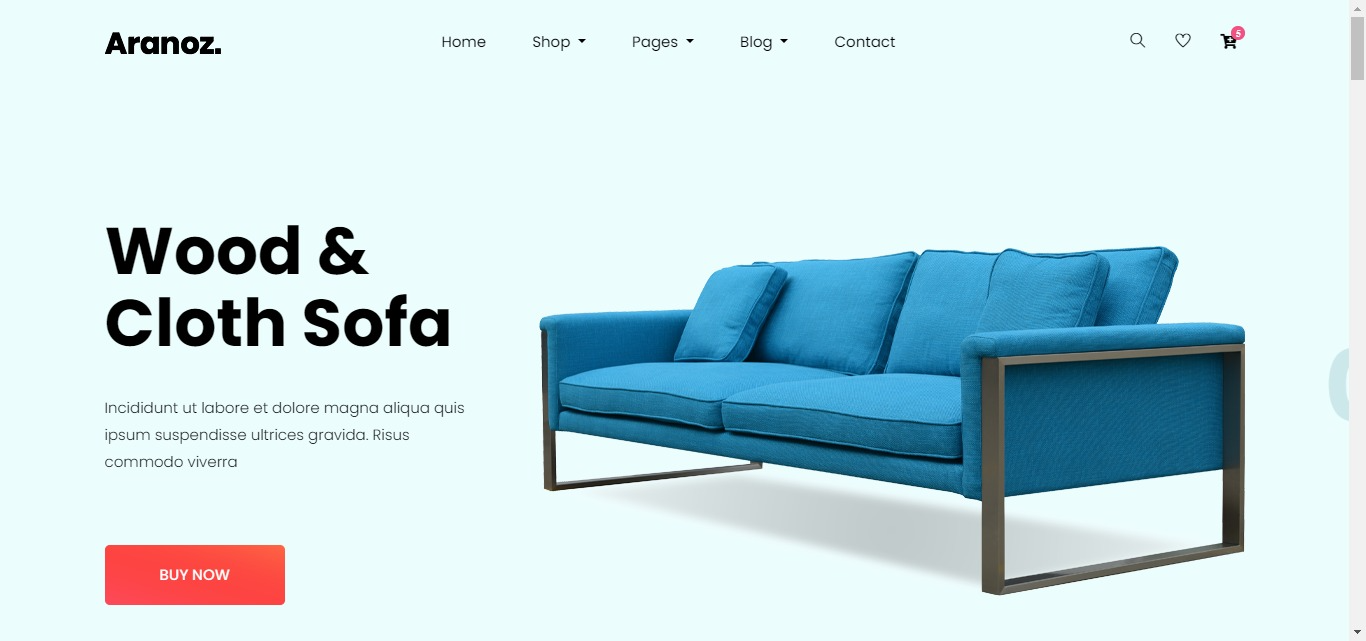 Aranoz.
Home Shop Pages Blog Contact
5
Wood &
Cloth Sofa
Incididunt ut labore et dolore magna aliqua quis
ipsum suspendisse ultrices gravida. Risus
commodo viverra
BUY NOW